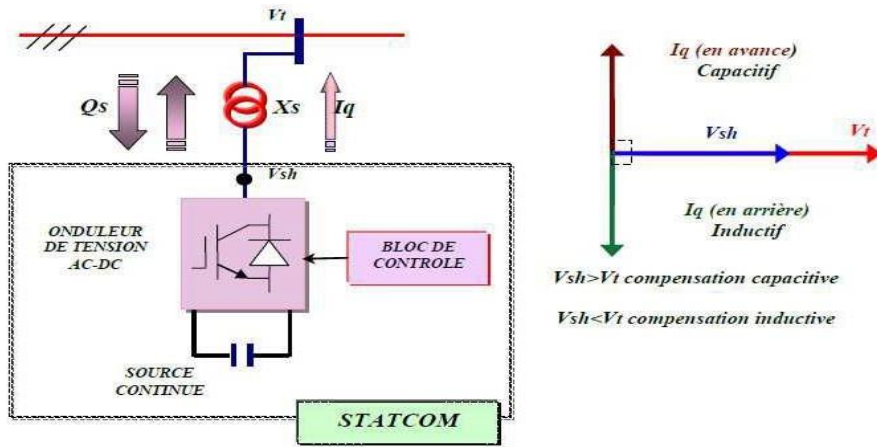 Vt
Qs
Xs
Iq
Vsh
ONDULEUR
DE TENSION
AC-DC
BLOC DE
CONTROLE
SOURCE
CONTINUE
STATCOM
Iq (en avance)
Capacitif
Vsh
Vt
Iq (en arrière)
Inductif
Vsh>Vt compensation capacitive
Vsh<Vt compensation inductive